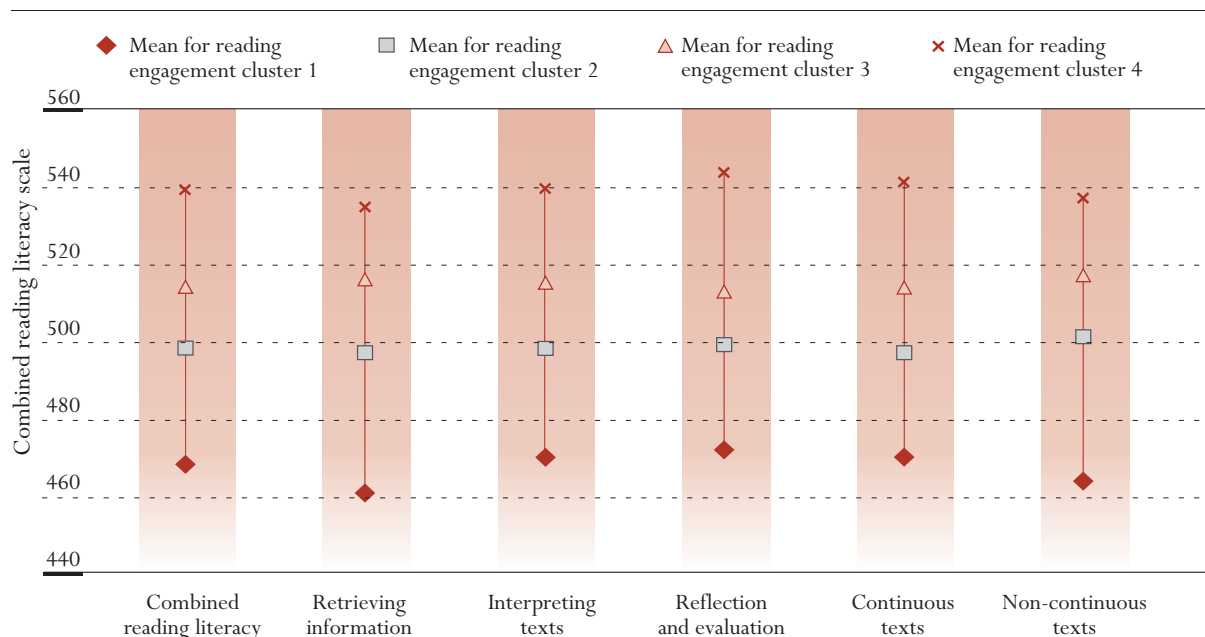 Mean for reading
engagement cluster 1
Mean for reading
engagement cluster 2
Mean for reading
engagement cluster 3
Mean for reading
engagement cluster 4
Combined reading literacy scale
560
540
520
500
480
460
440
Combined
reading literacy
Retrieving
information
Interpreting
texts
Reflection
and evaluation
Continuous
texts
Non-continuous
texts